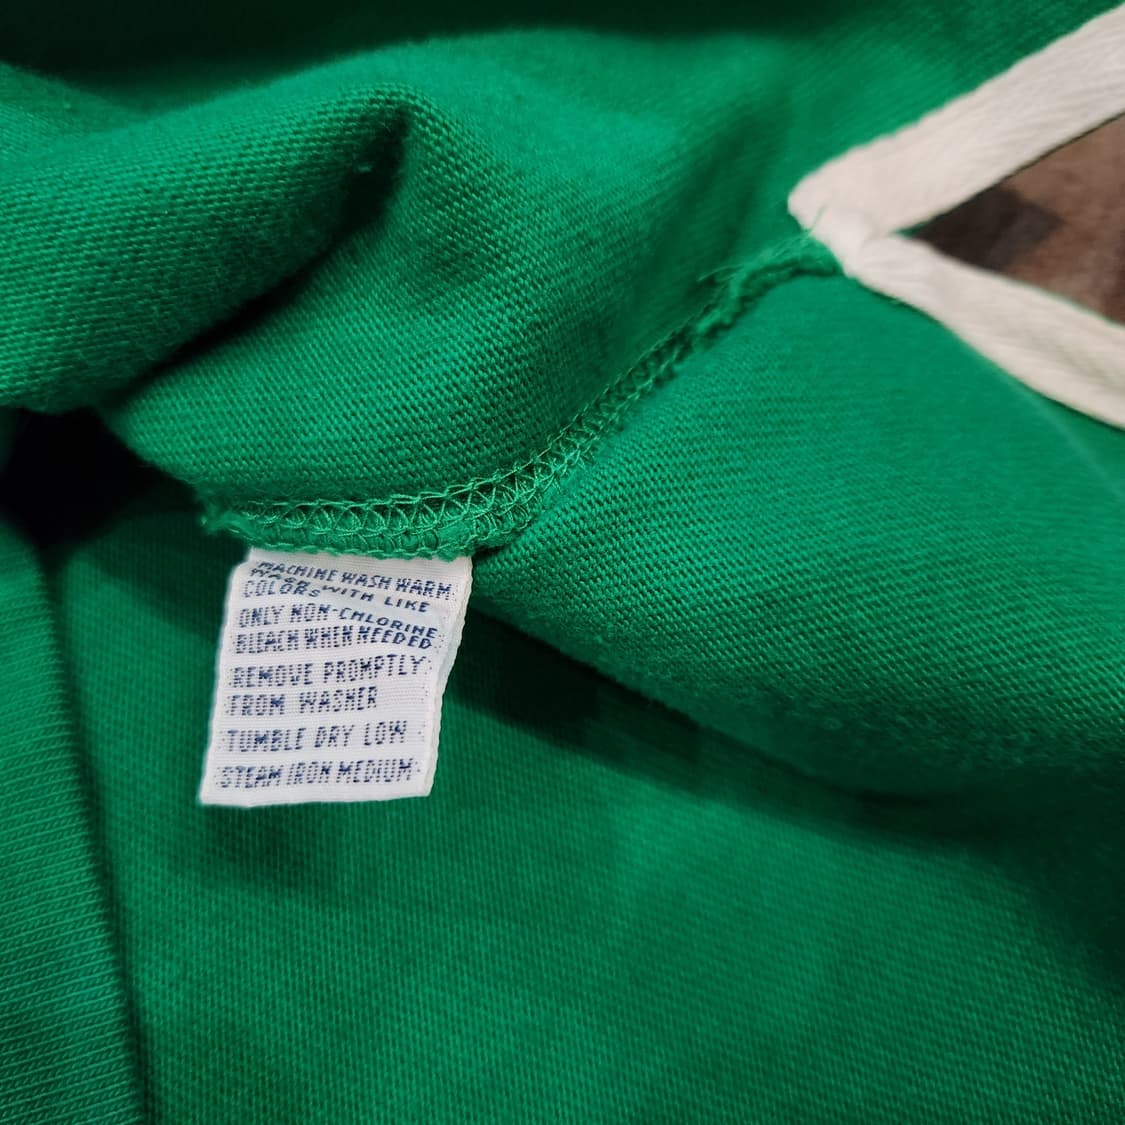 MACHINE WASH WARM
WASH WITH LIKE
COLORS
ONLY NON-CHLORINE
BLEACH WHEN NEEDED
REMOVE PROMPTLY
FROM WASHER
TUMBLE DRY LOW
STEAM IRON MEDIUM